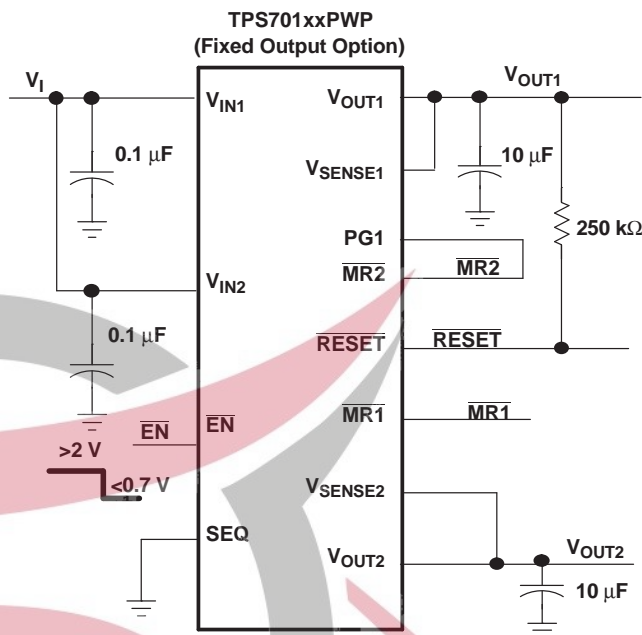 TPS701xxPWP
(Fixed Output Option)
VI
VIN1
VOUT1
VOUT1
0.1 μF
10 μF
VSENSE1
250 kΩ
PG1
MR2
MR2
VIN2
0.1 μF
RESET
RESET
EN
EN
MR1
MR1
>2 V
<0.7 V
VSENSE2
SEQ
VOUT2
VOUT2
10 μF